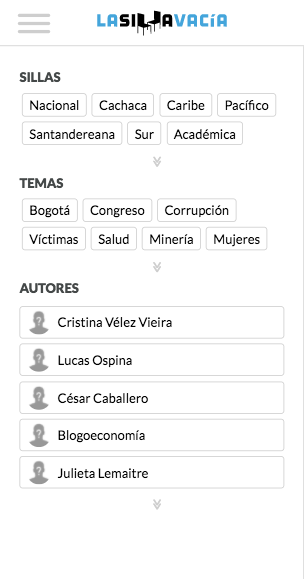 LASILLAVACÍA
SILLAS
Nacional Cachaca Caribe Pacífico
Santandereana Sur Académica
TEMAS
Bogotá Congreso Corrupción
Víctimas Salud Minería Mujeres
AUTORES
Cristina Vélez Vieira
Lucas Ospina
César Caballero
Blogoeconomía
Julieta Lemaitre